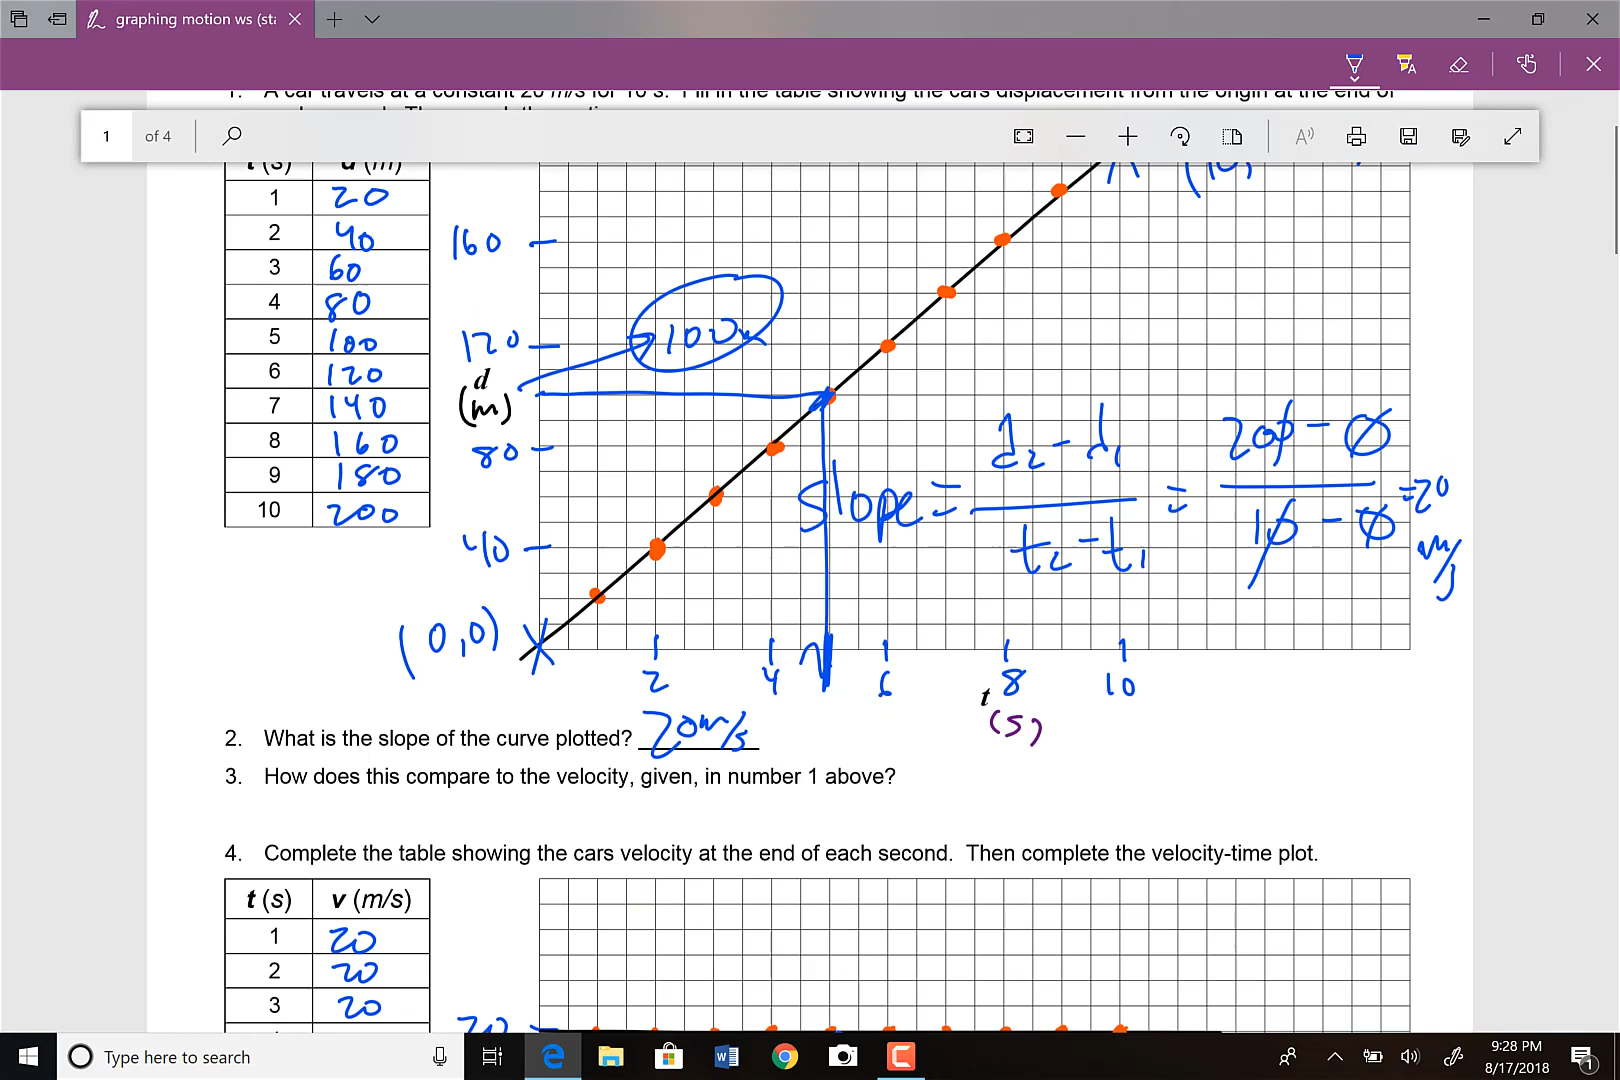 graphing motion ws (sta
1 of 4
t (s) d (m)
1 20
2 40
3 60
4 80
5 100
6 120
7 140
8 160
9 180
10 200
160
120
d
(m)
80
40
100m
(0,0)
slope = d₂ - d₁ / t₂ - t₁ = 200 - 0 / 10 - 0 = 20 m/s
2 4 6 8 10
t
(s)
2. What is the slope of the curve plotted? 20m/s
3. How does this compare to the velocity, given, in number 1 above?
4. Complete the table showing the cars velocity at the end of each second. Then complete the velocity-time plot.
t (s) v (m/s)
1 20
2 20
3 20
20
Type here to search
9:28 PM
8/17/2018
1